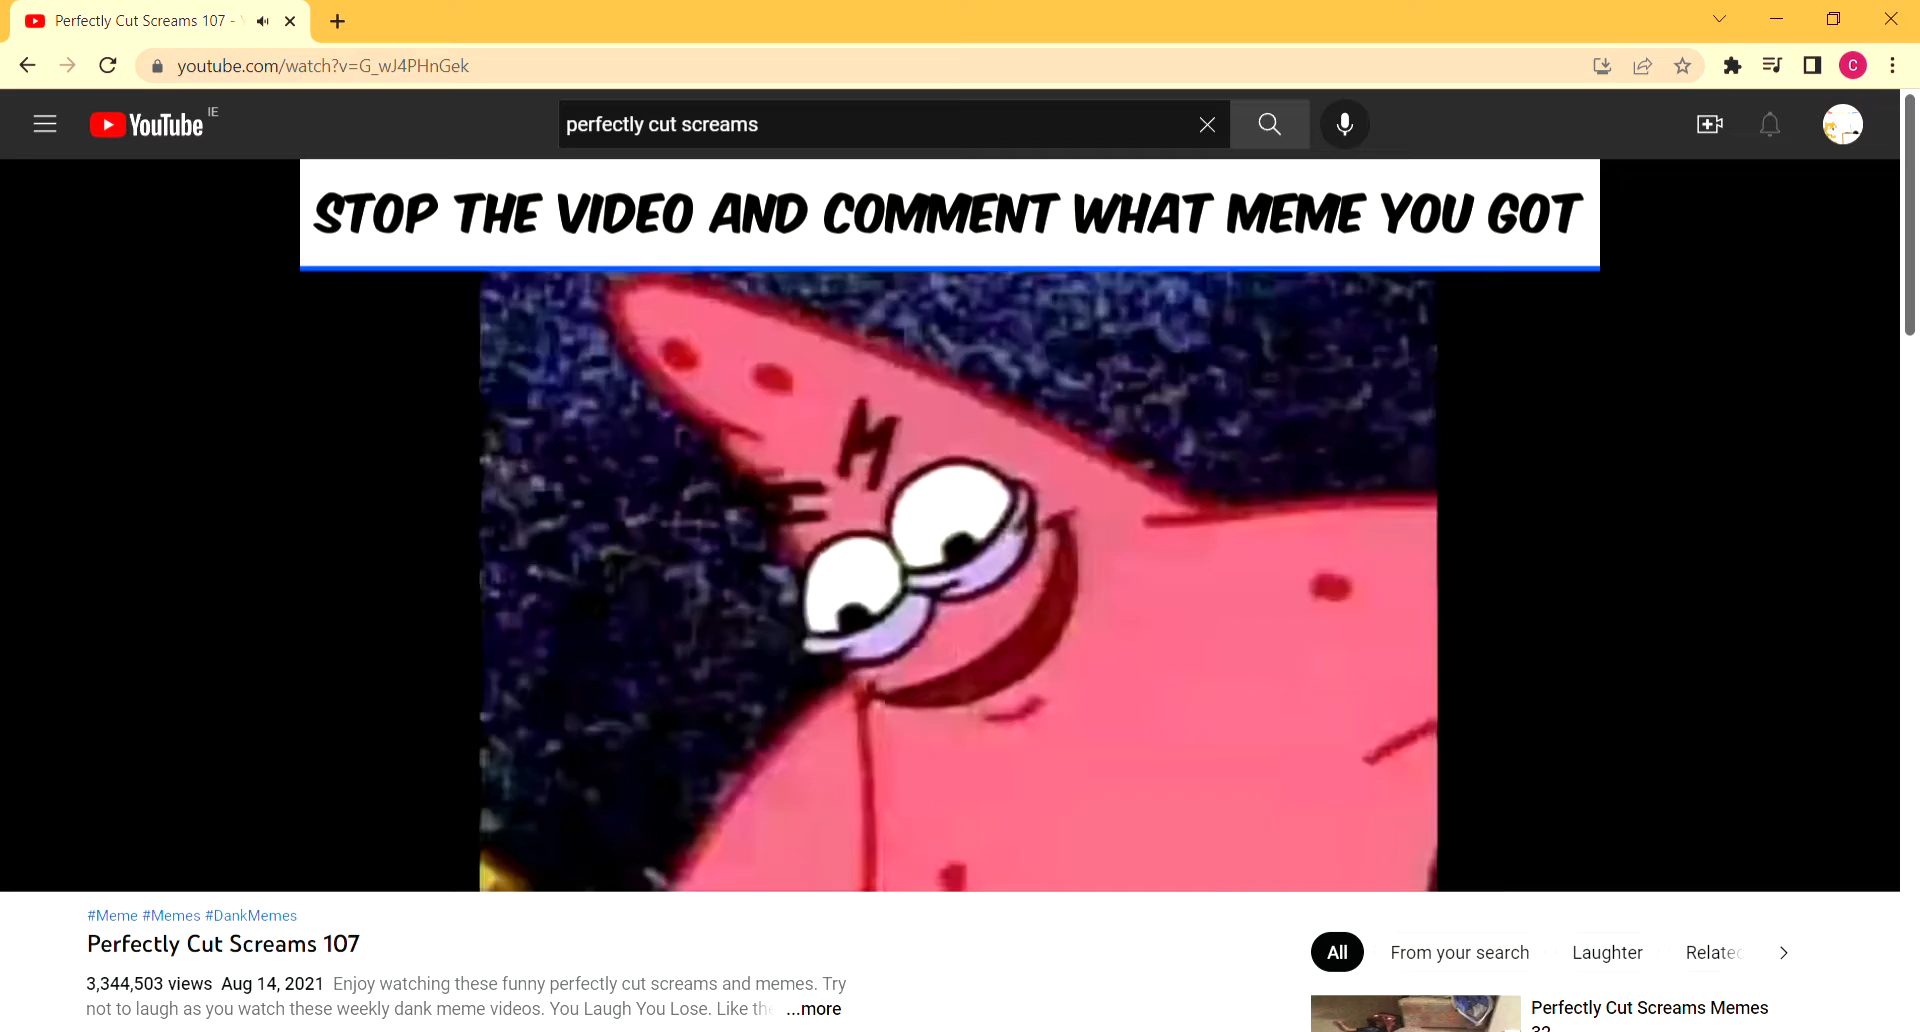 Perfectly Cut Screams 107 -
youtube.com/watch?v=G_wJ4PHnGek
C
YouTube IE
perfectly cut screams
STOP THE VIDEO AND COMMENT WHAT MEME YOU GOT
#Meme #Memes #DankMemes
Perfectly Cut Screams 107
3,344,503 views Aug 14, 2021 Enjoy watching these funny perfectly cut screams and memes. Try
not to laugh as you watch these weekly dank meme videos. You Laugh You Lose. Like the ...more
All From your search Laughter Related
Perfectly Cut Screams Memes